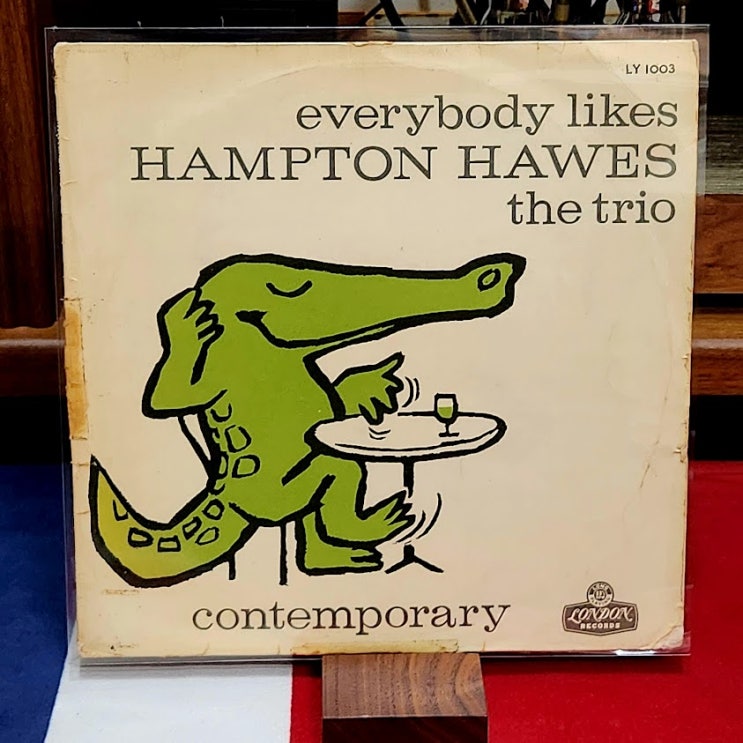 LY 1003
everybody likes
HAMPTON HAWES
the trio
contemporary
LONDON
RECORDS